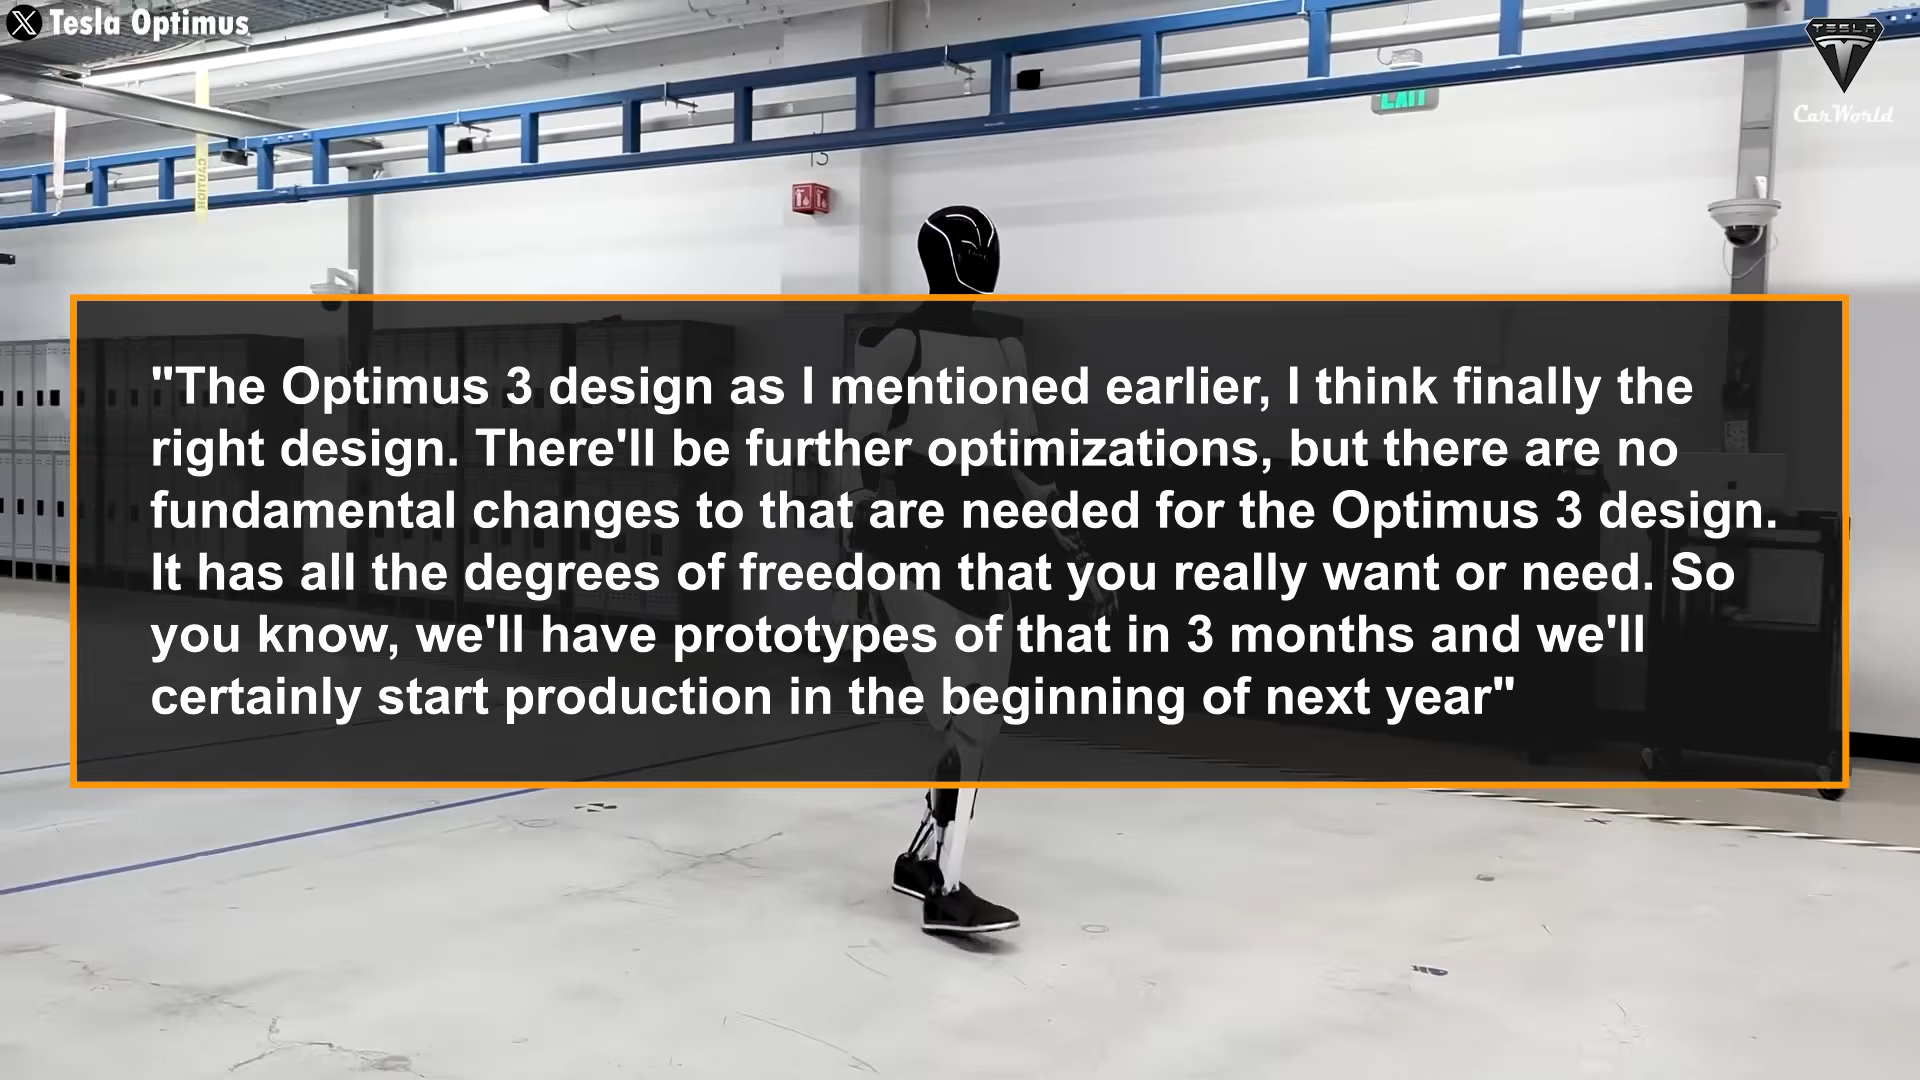 X Tesla Optimus
TESLA
CarWorld
EXIT
CAUTION
15
"The Optimus 3 design as I mentioned earlier, I think finally the
right design. There'll be further optimizations, but there are no
fundamental changes to that are needed for the Optimus 3 design.
It has all the degrees of freedom that you really want or need. So
you know, we'll have prototypes of that in 3 months and we'll
certainly start production in the beginning of next year"